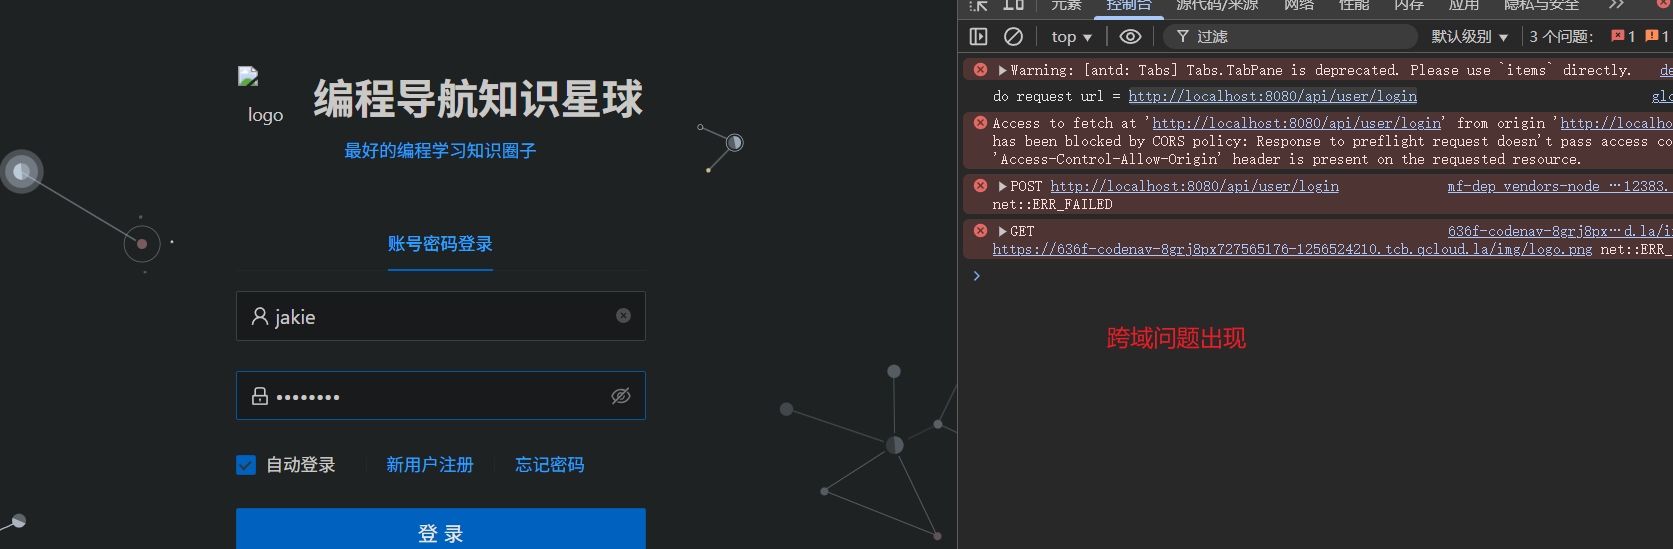 logo
编程导航知识星球
最好的编程学习知识圈子
账号密码登录
jakie
••••••••
自动登录
新用户注册
忘记密码
登 录
元素 控制台 源代码/来源 网络 性能 内存 应用 隐私与安全
top ▼ 过滤 默认级别 ▼ 3 个问题: 1 1
▶Warning: [antd: Tabs] Tabs.TabPane is deprecated. Please use `items` directly. de
do request url = http://localhost:8080/api/user/login glo
Access to fetch at 'http://localhost:8080/api/user/login' from origin 'http://localho
has been blocked by CORS policy: Response to preflight request doesn't pass access co
'Access-Control-Allow-Origin' header is present on the requested resource.
▶POST http://localhost:8080/api/user/login mf-dep_vendors-node_…12383.
net::ERR_FAILED
▶GET 636f-codenav-8grj8px…d.la/i
https://636f-codenav-8grj8px727565176-1256524210.tcb.qcloud.la/img/logo.png net::ERR_
跨域问题出现